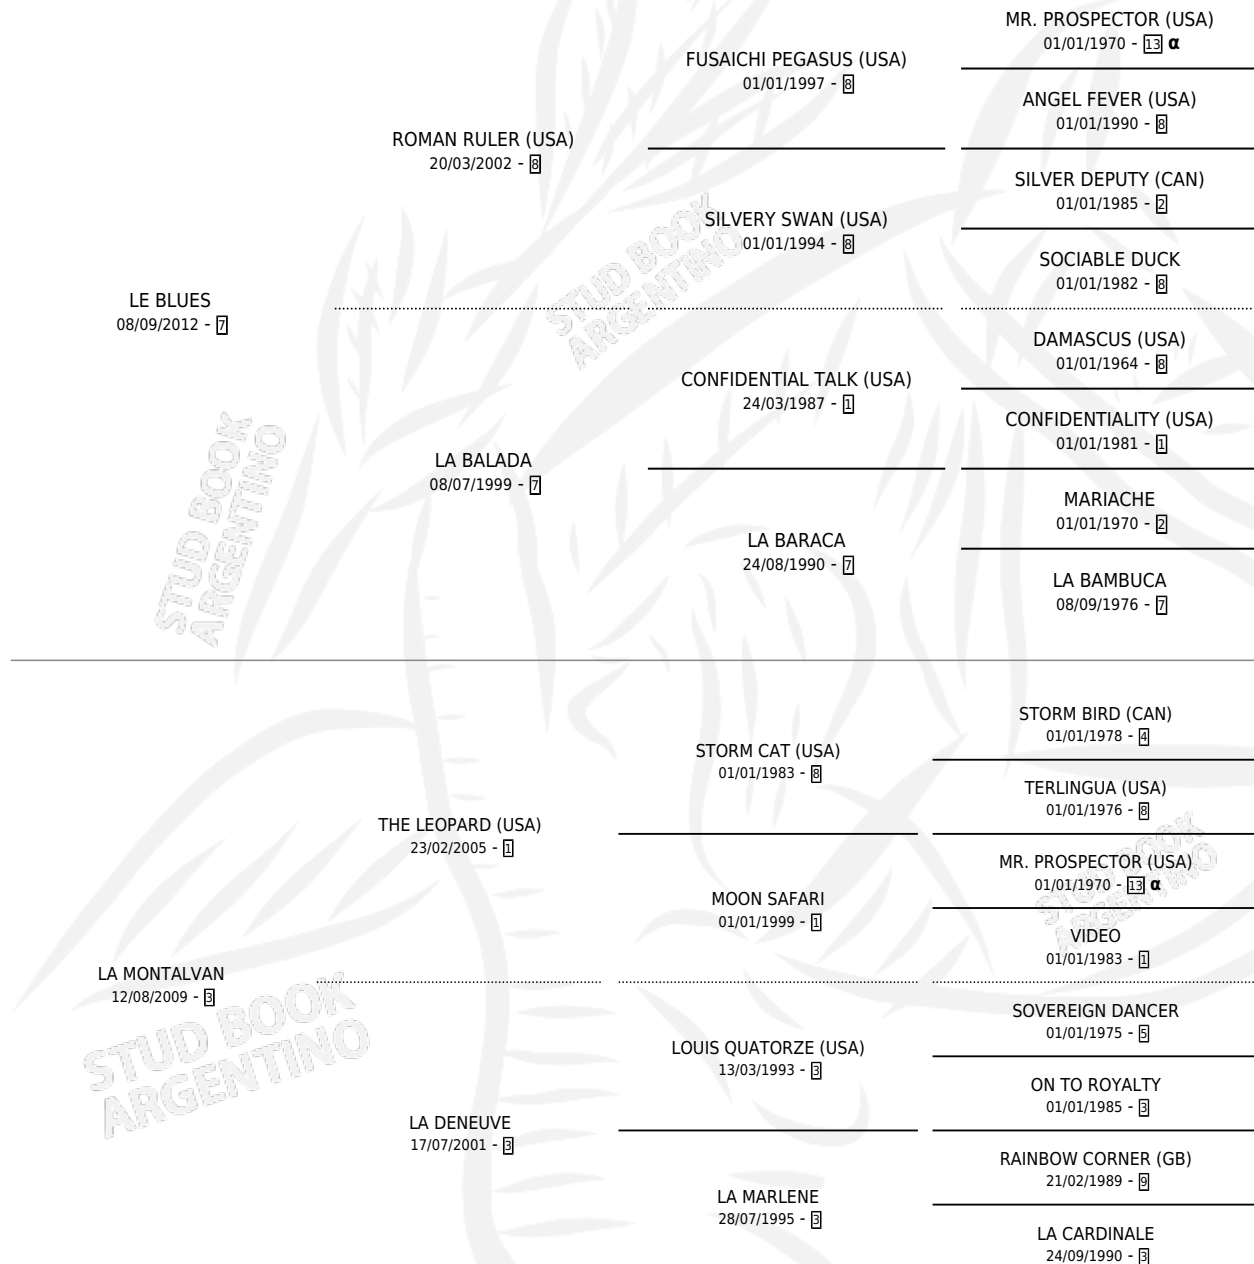 MR. PROSPECTOR (USA)
01/01/1970 - 13 α
FUSAICHI PEGASUS (USA)
01/01/1997 - 8
ANGEL FEVER (USA)
01/01/1990 - 8
ROMAN RULER (USA)
20/03/2002 - 8
SILVER DEPUTY (CAN)
01/01/1985 - 2
SILVERY SWAN (USA)
01/01/1994 - 8
SOCIABLE DUCK
01/01/1982 - 8
LE BLUES
08/09/2012 - 7
DAMASCUS (USA)
01/01/1964 - 8
CONFIDENTIAL TALK (USA)
24/03/1987 - 1
CONFIDENTIALITY (USA)
01/01/1981 - 1
LA BALADA
08/07/1999 - 7
MARIACHE
01/01/1970 - 2
LA BARACA
24/08/1990 - 7
LA BAMBUCA
08/09/1976 - 7
STORM BIRD (CAN)
01/01/1978 - 4
STORM CAT (USA)
01/01/1983 - 8
TERLINGUA (USA)
01/01/1976 - 8
THE LEOPARD (USA)
23/02/2005 - 1
MR. PROSPECTOR (USA)
01/01/1970 - 13 α
MOON SAFARI
01/01/1999 - 1
VIDEO
01/01/1983 - 1
LA MONTALVAN
12/08/2009 - 3
SOVEREIGN DANCER
01/01/1975 - 5
LOUIS QUATORZE (USA)
13/03/1993 - 3
ON TO ROYALTY
01/01/1985 - 3
LA DENEUVE
17/07/2001 - 3
RAINBOW CORNER (GB)
21/02/1989 - 9
LA MARLENE
28/07/1995 - 3
LA CARDINALE
24/09/1990 - 3
STUD BOOK
ARGENTINO
STUD BOOK
ARGENTINO
STUD BOOK
ARGENTINO
STUD BOOK
ARGENTINO